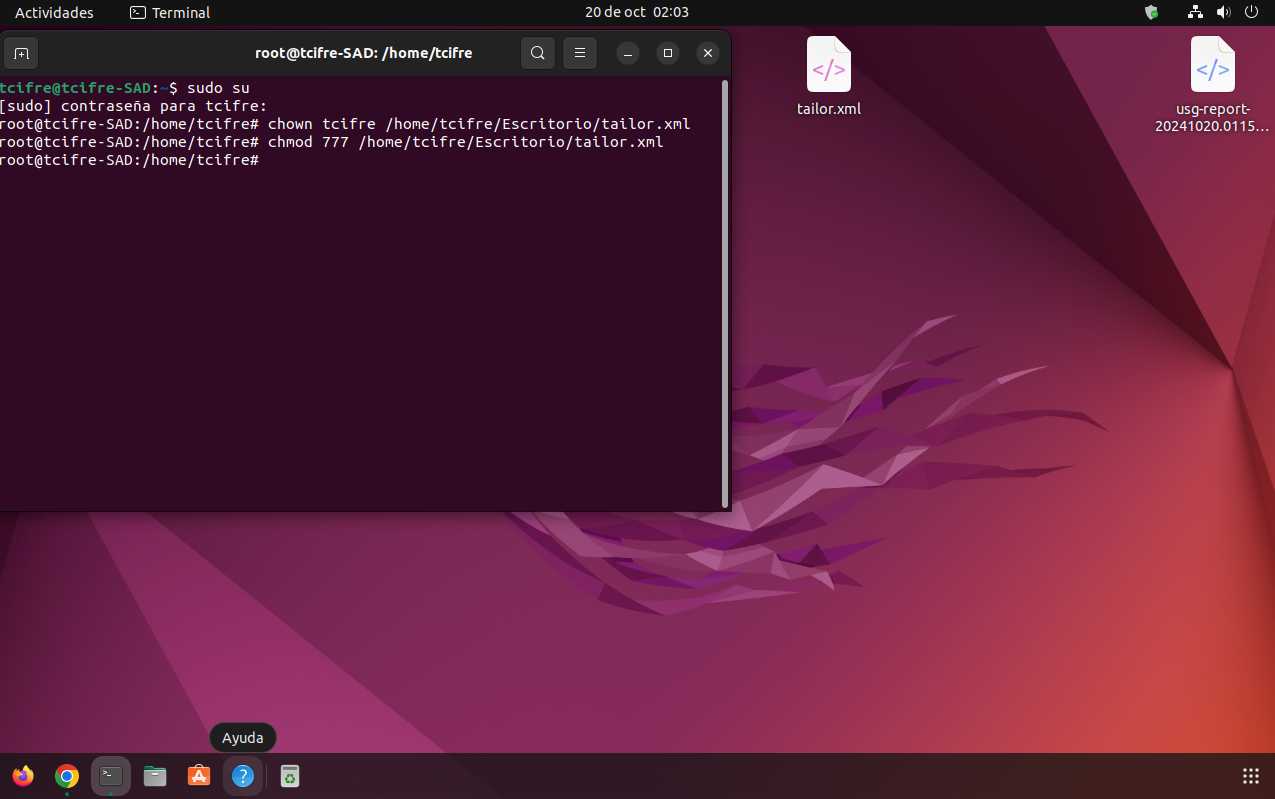 Actividades
Terminal
20 de oct 02:03
root@tcifre-SAD: /home/tcifre
tcifre@tcifre-SAD:~$ sudo su
[sudo] contraseña para tcifre:
root@tcifre-SAD:/home/tcifre# chown tcifre /home/tcifre/Escritorio/tailor.xml
root@tcifre-SAD:/home/tcifre# chmod 777 /home/tcifre/Escritorio/tailor.xml
root@tcifre-SAD:/home/tcifre#
tailor.xml
usg-report-
20241020.0115…
Ayuda